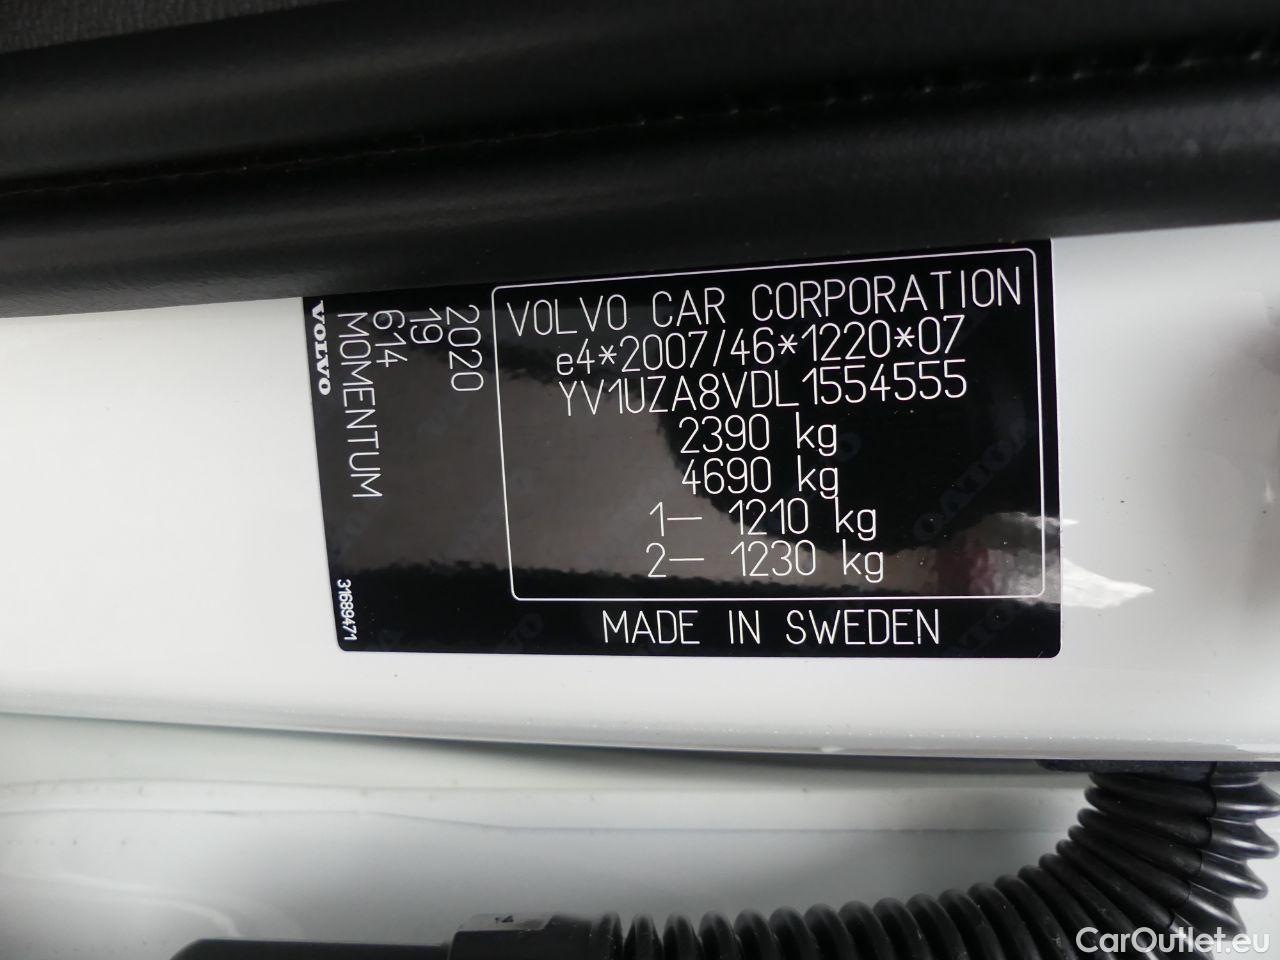 VOLVO CAR CORPORATION
e4*2007/46*1220*07
YV1UZA8VDL1554555
2390 kg
4690 kg
1– 1210 kg
2– 1230 kg
MADE IN SWEDEN
2020
19
614
MOMENTUM
VOLVO
31689471
CarOutlet.eu